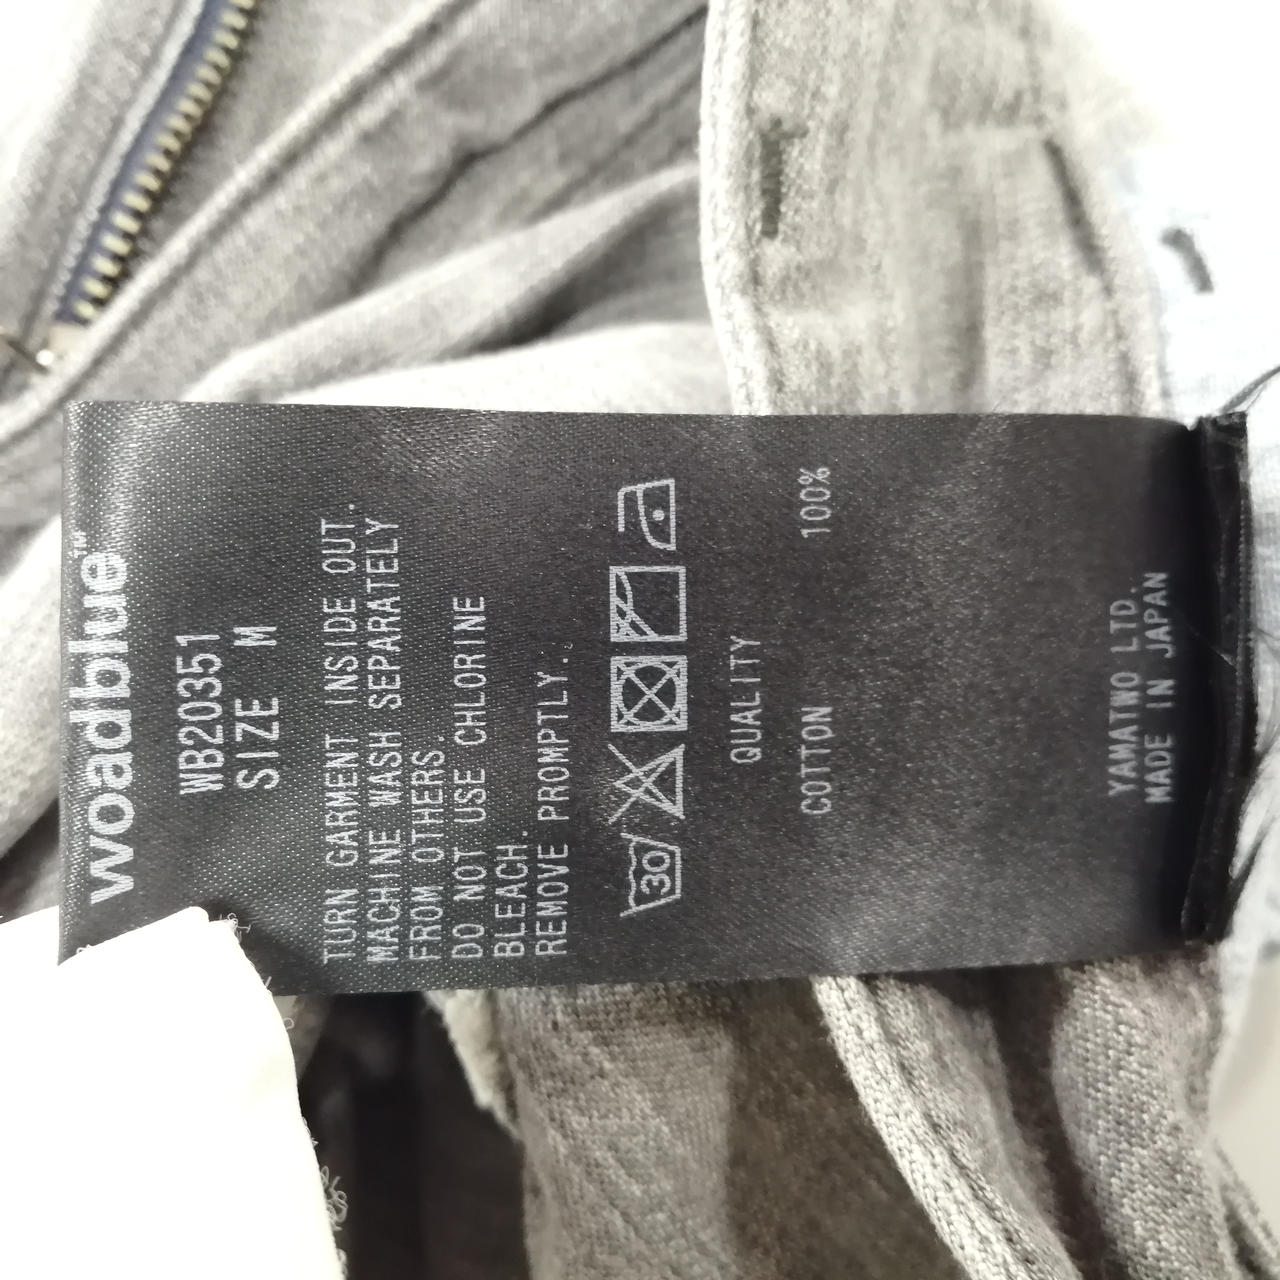 woadblue™
WB20351
SIZE M
TURN GARMENT INSIDE OUT.
MACHINE WASH SEPARATELY
FROM OTHERS.
DO NOT USE CHLORINE
BLEACH.
REMOVE PROMPTLY.
30
QUALITY
COTTON 100%
YAMATWO LTD.
MADE IN JAPAN